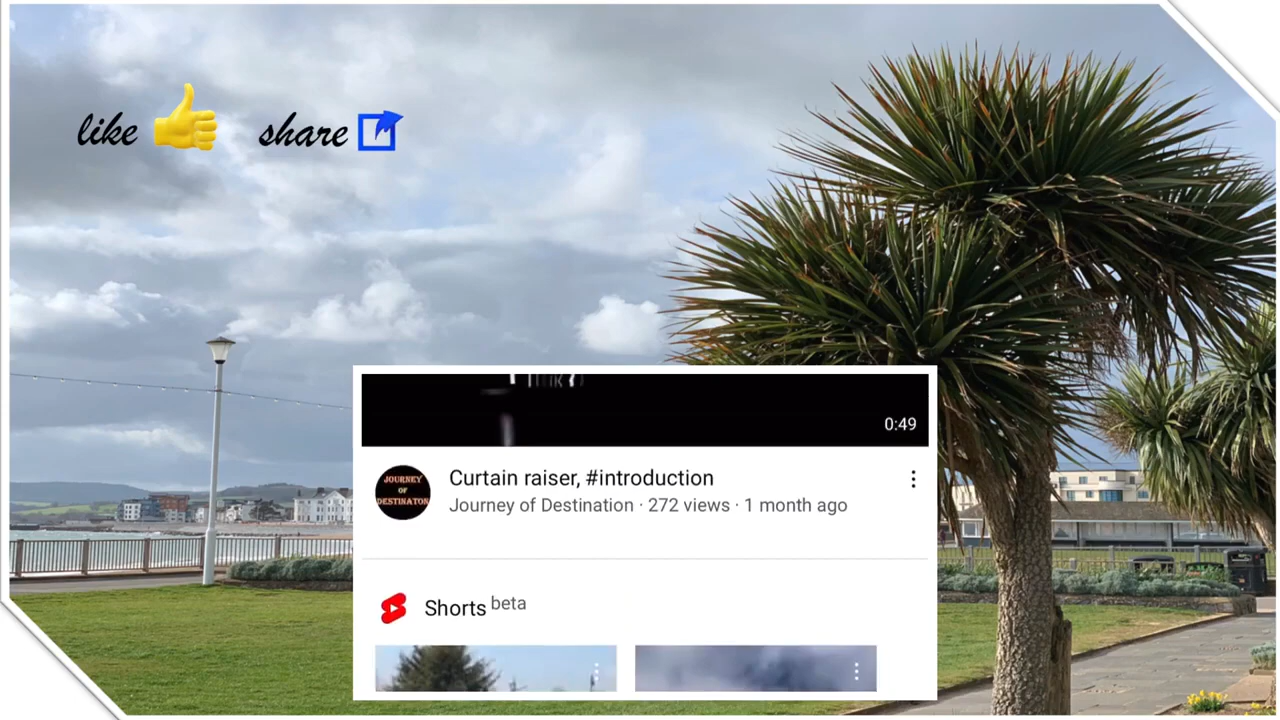 like share
0:49
JOURNEY
OF
DESTINATON
Curtain raiser, #introduction
Journey of Destination · 272 views · 1 month ago
Shorts beta